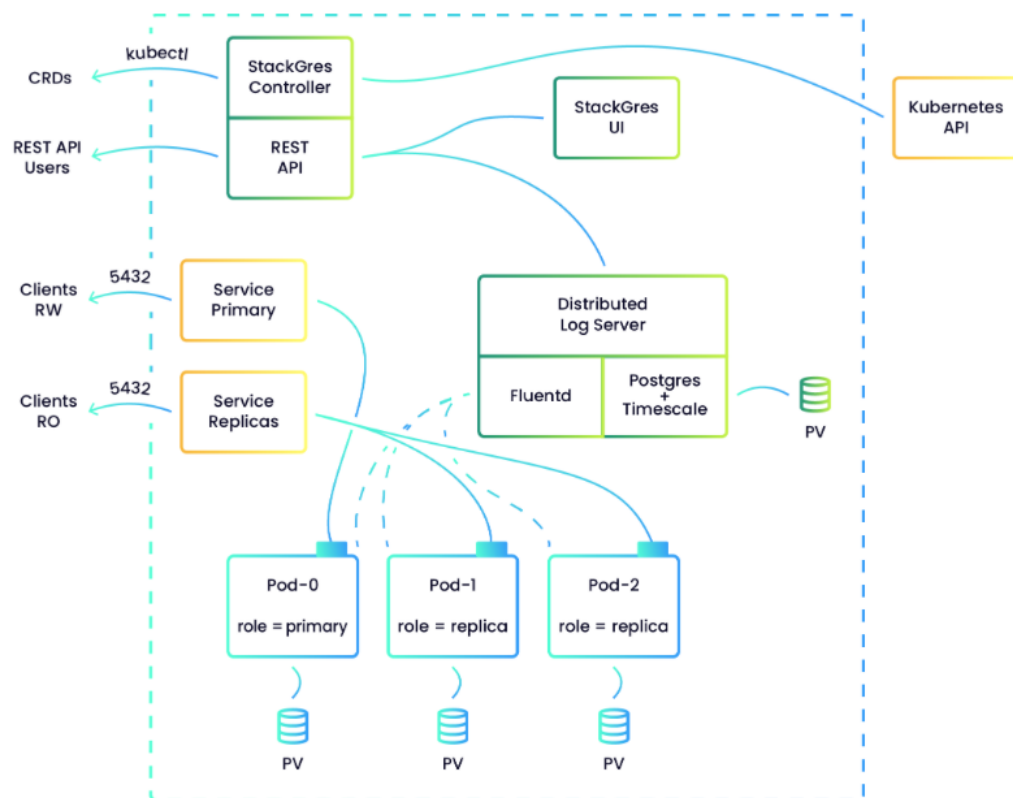 kubectl
CRDs
StackGres
Controller
StackGres
UI
Kubernetes
API
REST API
Users
REST
API
5432
Clients
RW
Service
Primary
Distributed
Log Server
5432
Clients
RO
Service
Replicas
Fluentd
Postgres
+
Timescale
PV
Pod-0
role = primary
Pod-1
role = replica
Pod-2
role = replica
PV
PV
PV